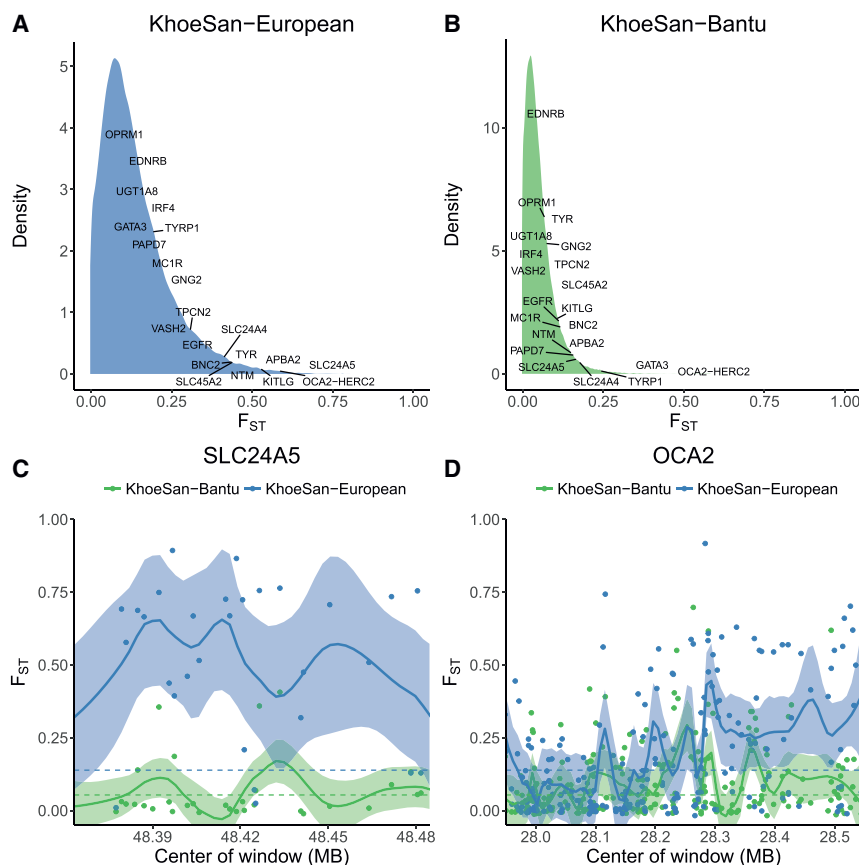 A
KhoeSan−European
5
4
3
2
1
0
Density
OPRM1
EDNRB
UGT1A8
IRF4
GATA3
TYRP1
PAPD7
MC1R
GNG2
TPCN2
VASH2
SLC24A4
EGFR
TYR
BNC2
APBA2
SLC24A5
SLC45A2
NTM
KITLG
OCA2−HERC2
0.00 0.25 0.50 0.75 1.00
FST
B
KhoeSan−Bantu
10
5
0
Density
EDNRB
OPRM1
TYR
UGT1A8
GNG2
IRF4
TPCN2
VASH2
SLC45A2
EGFR
KITLG
MC1R
BNC2
NTM
APBA2
PAPD7
SLC24A5
GATA3
OCA2−HERC2
SLC24A4
TYRP1
0.00 0.25 0.50 0.75 1.00
FST
C
SLC24A5
KhoeSan−Bantu KhoeSan−European
1.00
0.75
0.50
0.25
0.00
FST
48.39 48.42 48.45 48.48
Center of window (MB)
D
OCA2
KhoeSan−Bantu KhoeSan−European
1.00
0.75
0.50
0.25
0.00
FST
28.0 28.1 28.2 28.3 28.4 28.5
Center of window (MB)